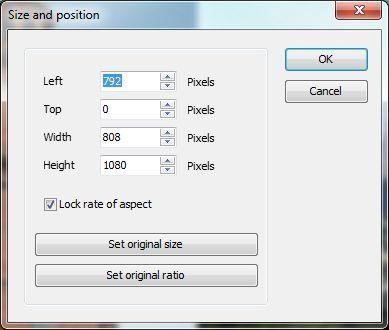 Size and position
OK
Cancel
Left 792 Pixels
Top 0 Pixels
Width 808 Pixels
Height 1080 Pixels
Lock rate of aspect
Set original size
Set original ratio